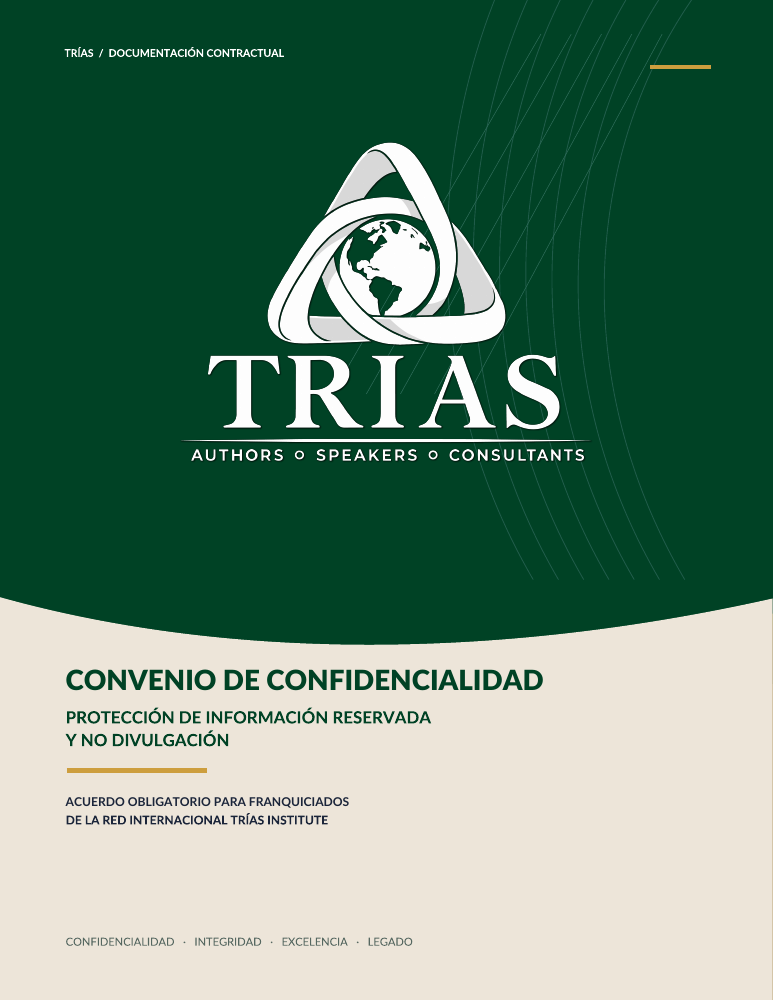 TRÍAS / DOCUMENTACIÓN CONTRACTUAL
TRIAS
AUTHORS ○ SPEAKERS ○ CONSULTANTS
CONVENIO DE CONFIDENCIALIDAD
PROTECCIÓN DE INFORMACIÓN RESERVADA
Y NO DIVULGACIÓN
ACUERDO OBLIGATORIO PARA FRANQUICIADOS
DE LA RED INTERNACIONAL TRÍAS INSTITUTE
CONFIDENCIALIDAD · INTEGRIDAD · EXCELENCIA · LEGADO